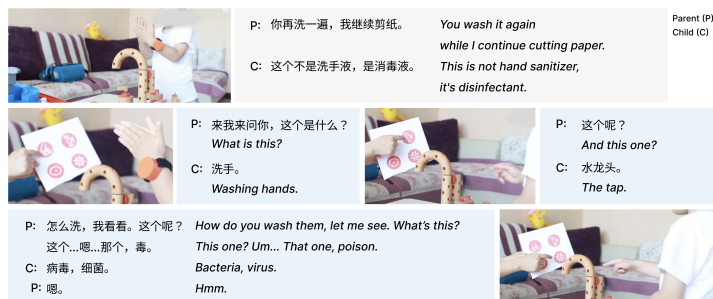 Parent (P)
Child (C)
P: 你再洗一遍，我继续剪纸。 You wash it again
while I continue cutting paper.
C: 这个不是洗手液，是消毒液。 This is not hand sanitizer,
it's disinfectant.
P: 来我来问你，这个是什么？
What is this?
C: 洗手。
Washing hands.
P: 这个呢？
And this one?
C: 水龙头。
The tap.
P: 怎么洗，我看看。这个呢？ How do you wash them, let me see. What's this?
这个...嗯...那个，毒。 This one? Um... That one, poison.
C: 病毒，细菌。 Bacteria, virus.
P: 嗯。 Hmm.